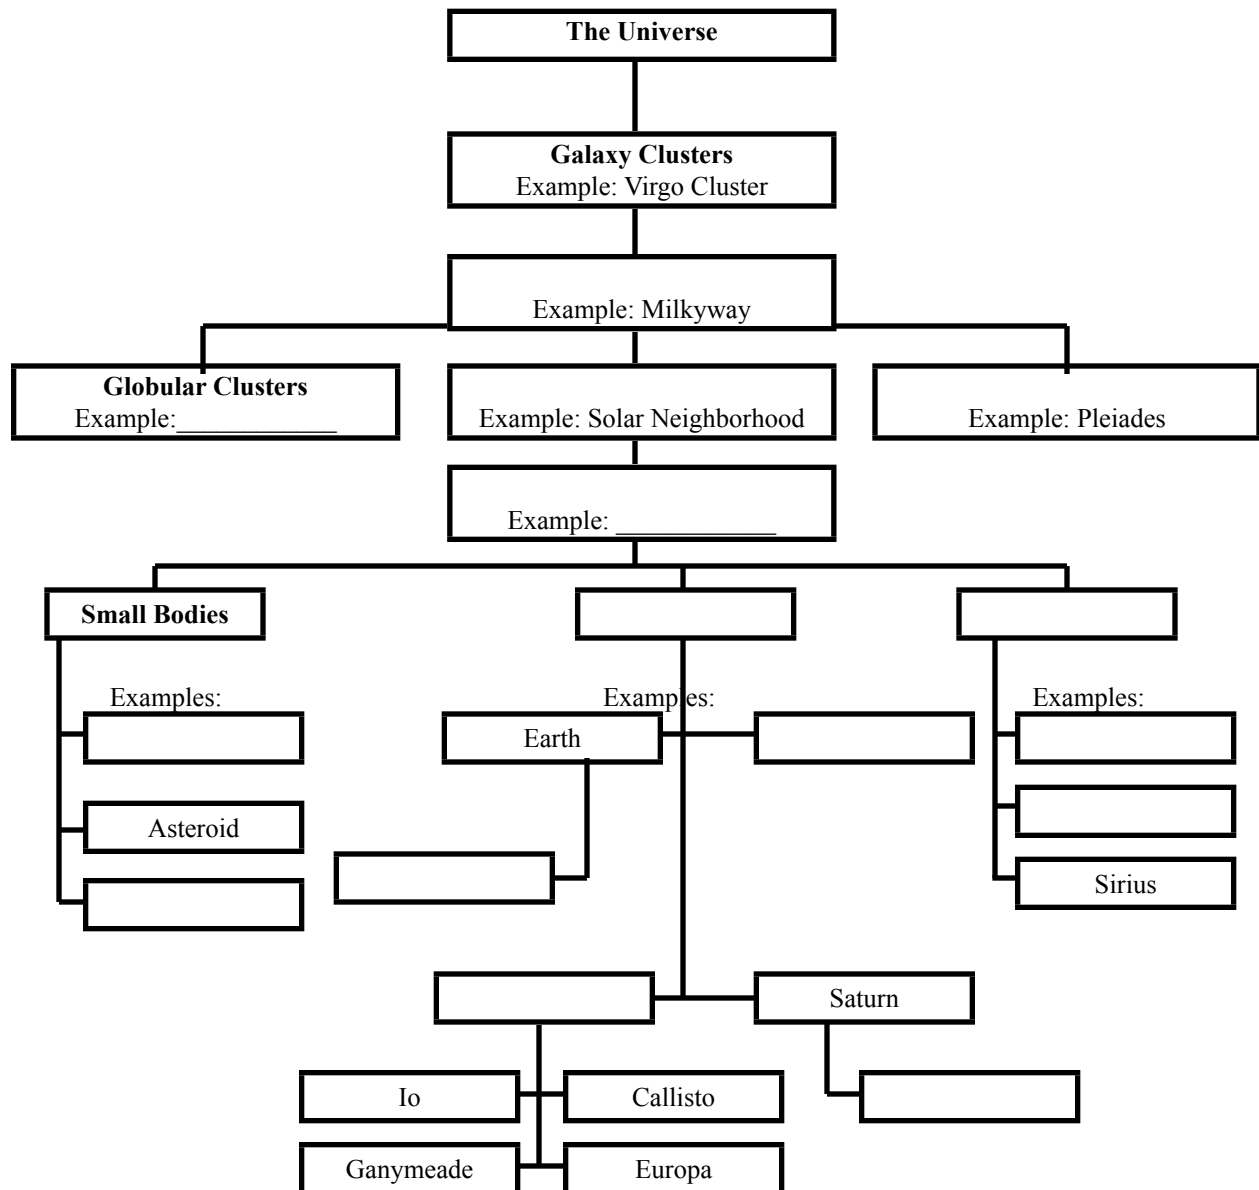 The Universe
Galaxy Clusters
Example: Virgo Cluster
Example: Milkyway
Globular Clusters
Example:____________
Example: Solar Neighborhood
Example: Pleiades
Example: ____________
Small Bodies
Examples:
Examples:
Examples:
Earth
Asteroid
Sirius
Saturn
Io
Callisto
Ganymeade
Europa